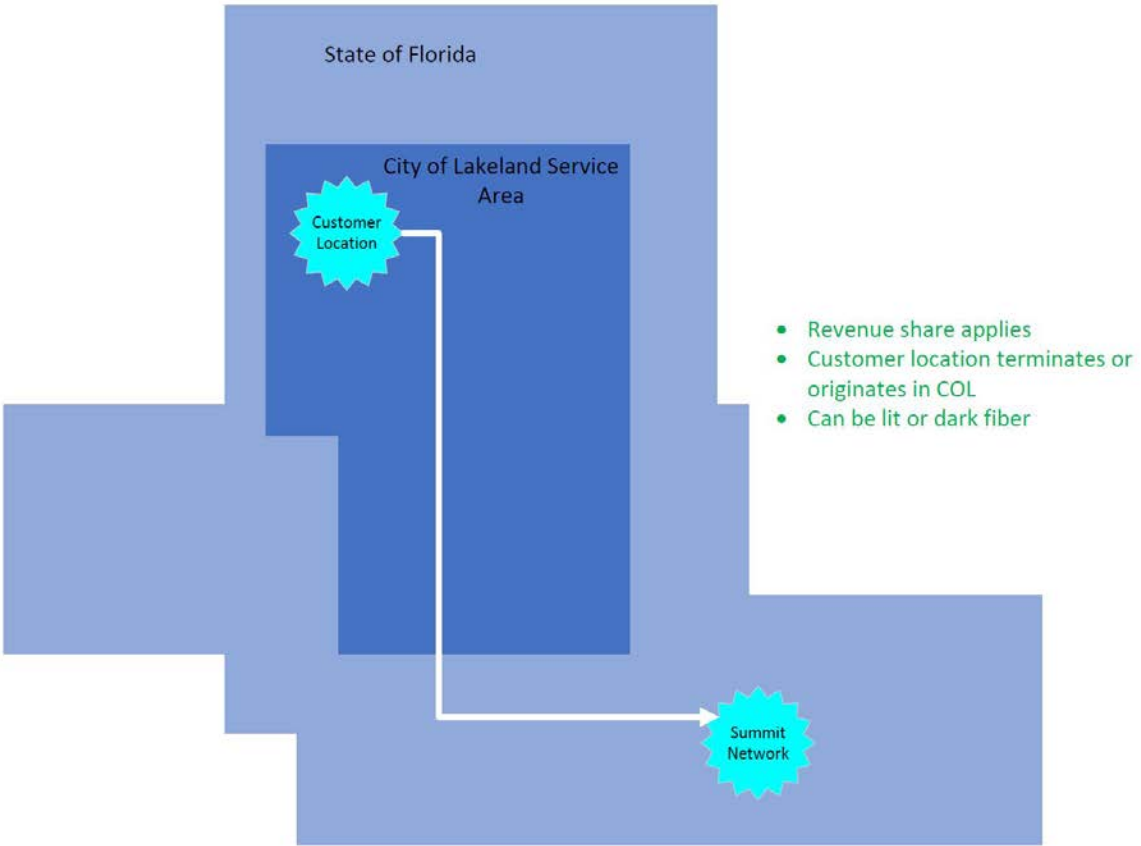 State of Florida
City of Lakeland Service
Area
Customer
Location
• Revenue share applies
• Customer location terminates or
originates in COL
• Can be lit or dark fiber
Summit
Network